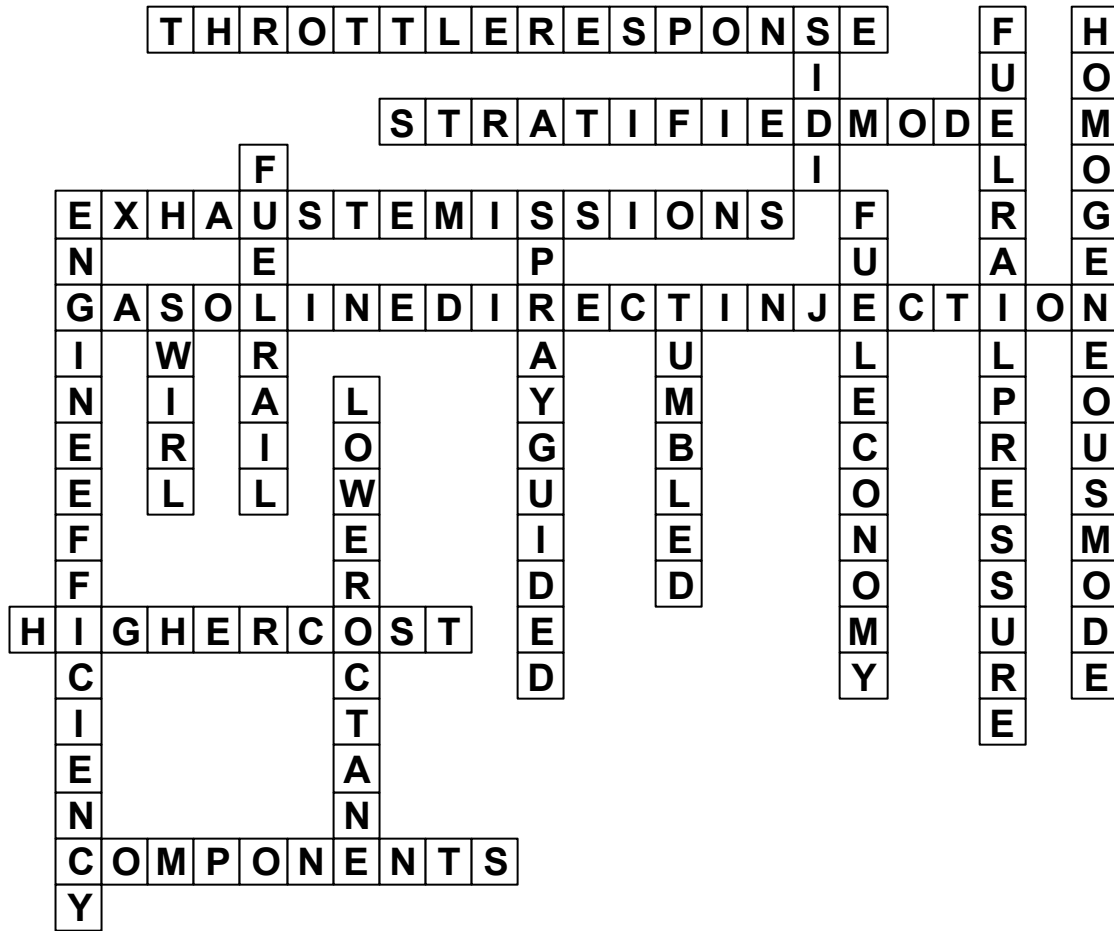 THROTTLERESPONSE
SIDI
FUELRAILPRESSURE
HOMOGENEOUSMODE
STRATIFIEDMODE
FUELRAIL
EXHAUSTEMISSIONS
ENGINEEFFICIENCY
SPRAYGUIDED
FUELECONOMY
GASOLINEDIRECTINJECTION
SWIRL
TUMBLED
LOWEROCTANE
HIGHERCOST
COMPONENTS